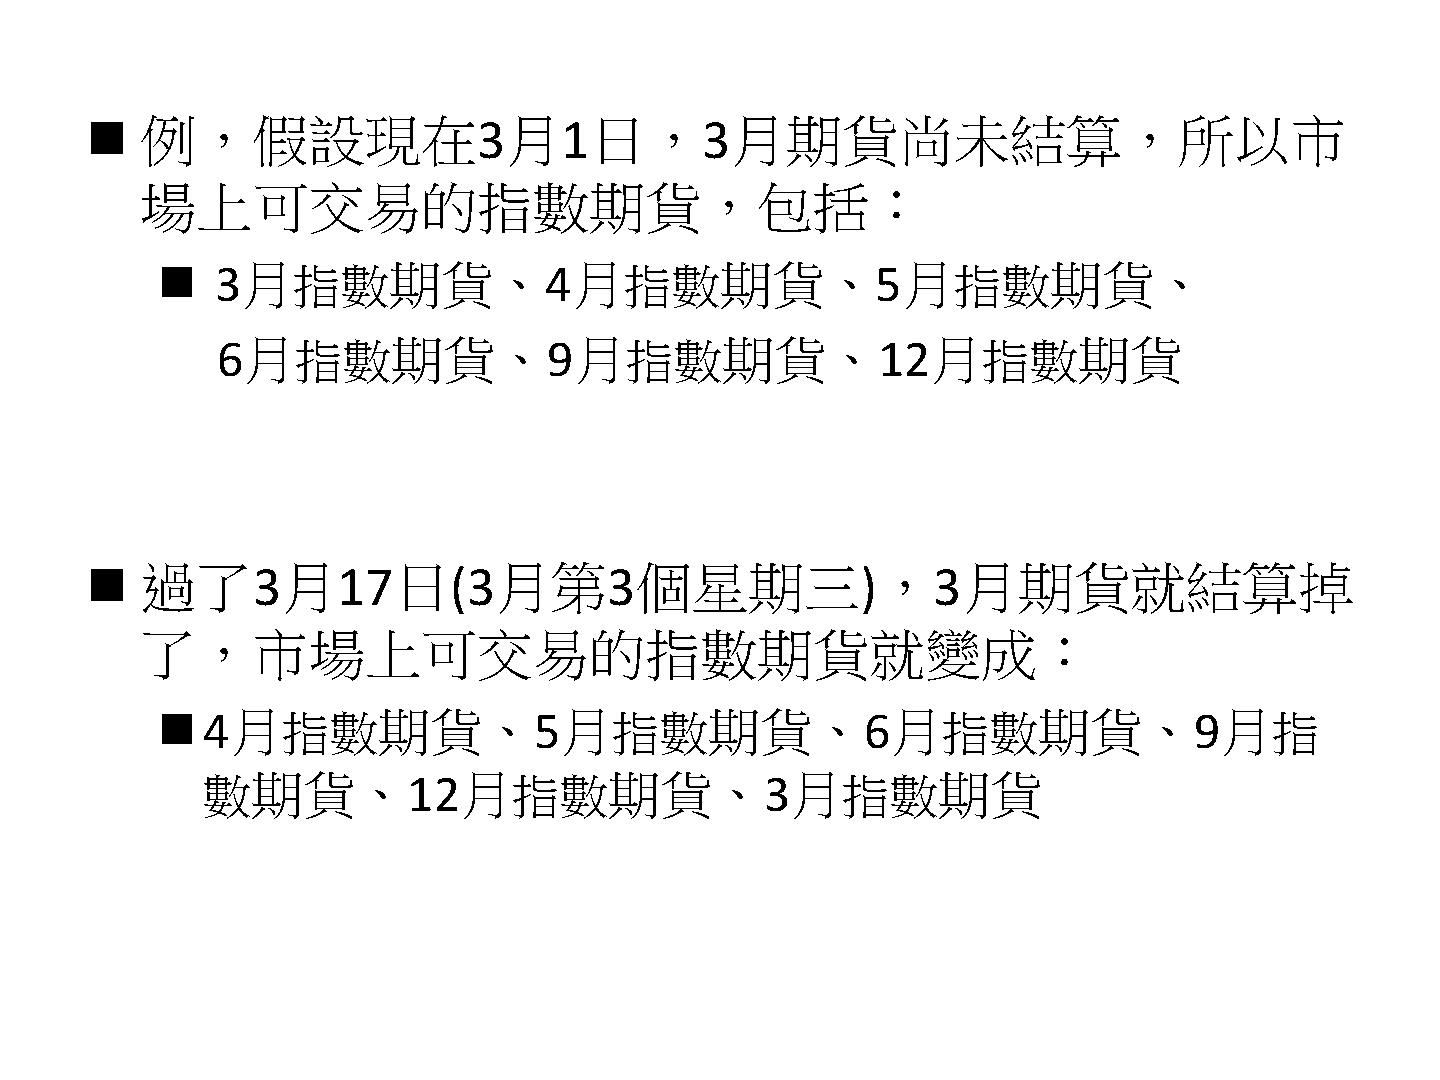 ■ 例，假設現在3月1日，3月期貨尚未結算，所以市
場上可交易的指數期貨，包括：
■ 3月指數期貨、4月指數期貨、5月指數期貨、
6月指數期貨、9月指數期貨、12月指數期貨
■ 過了3月17日(3月第3個星期三)，3月期貨就結算掉
了，市場上可交易的指數期貨就變成：
■ 4月指數期貨、5月指數期貨、6月指數期貨、9月指
數期貨、12月指數期貨、3月指數期貨